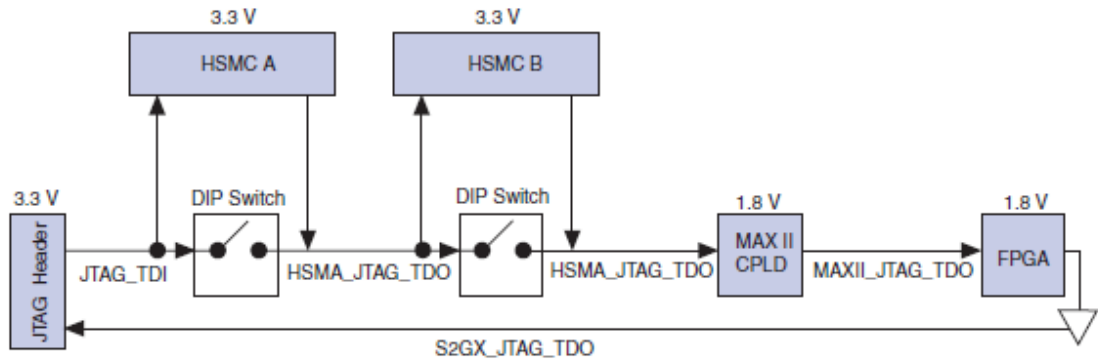 3.3 V
3.3 V
HSMC A
HSMC B
3.3 V
DIP Switch
DIP Switch
1.8 V
1.8 V
JTAG Header
MAX II
CPLD
FPGA
JTAG_TDI
HSMA_JTAG_TDO
HSMA_JTAG_TDO
MAXII_JTAG_TDO
S2GX_JTAG_TDO